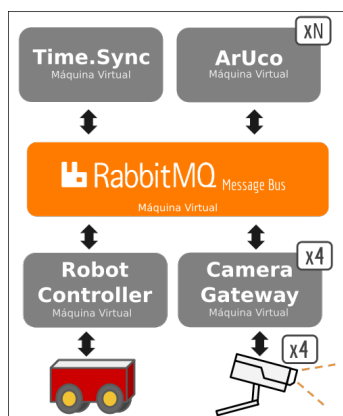 xN
Time.Sync
Máquina Virtual
ArUco
Máquina Virtual
RabbitMQ Message Bus
Máquina Virtual
Robot
Controller
Máquina Virtual
x4
Camera
Gateway
Máquina Virtual
x4